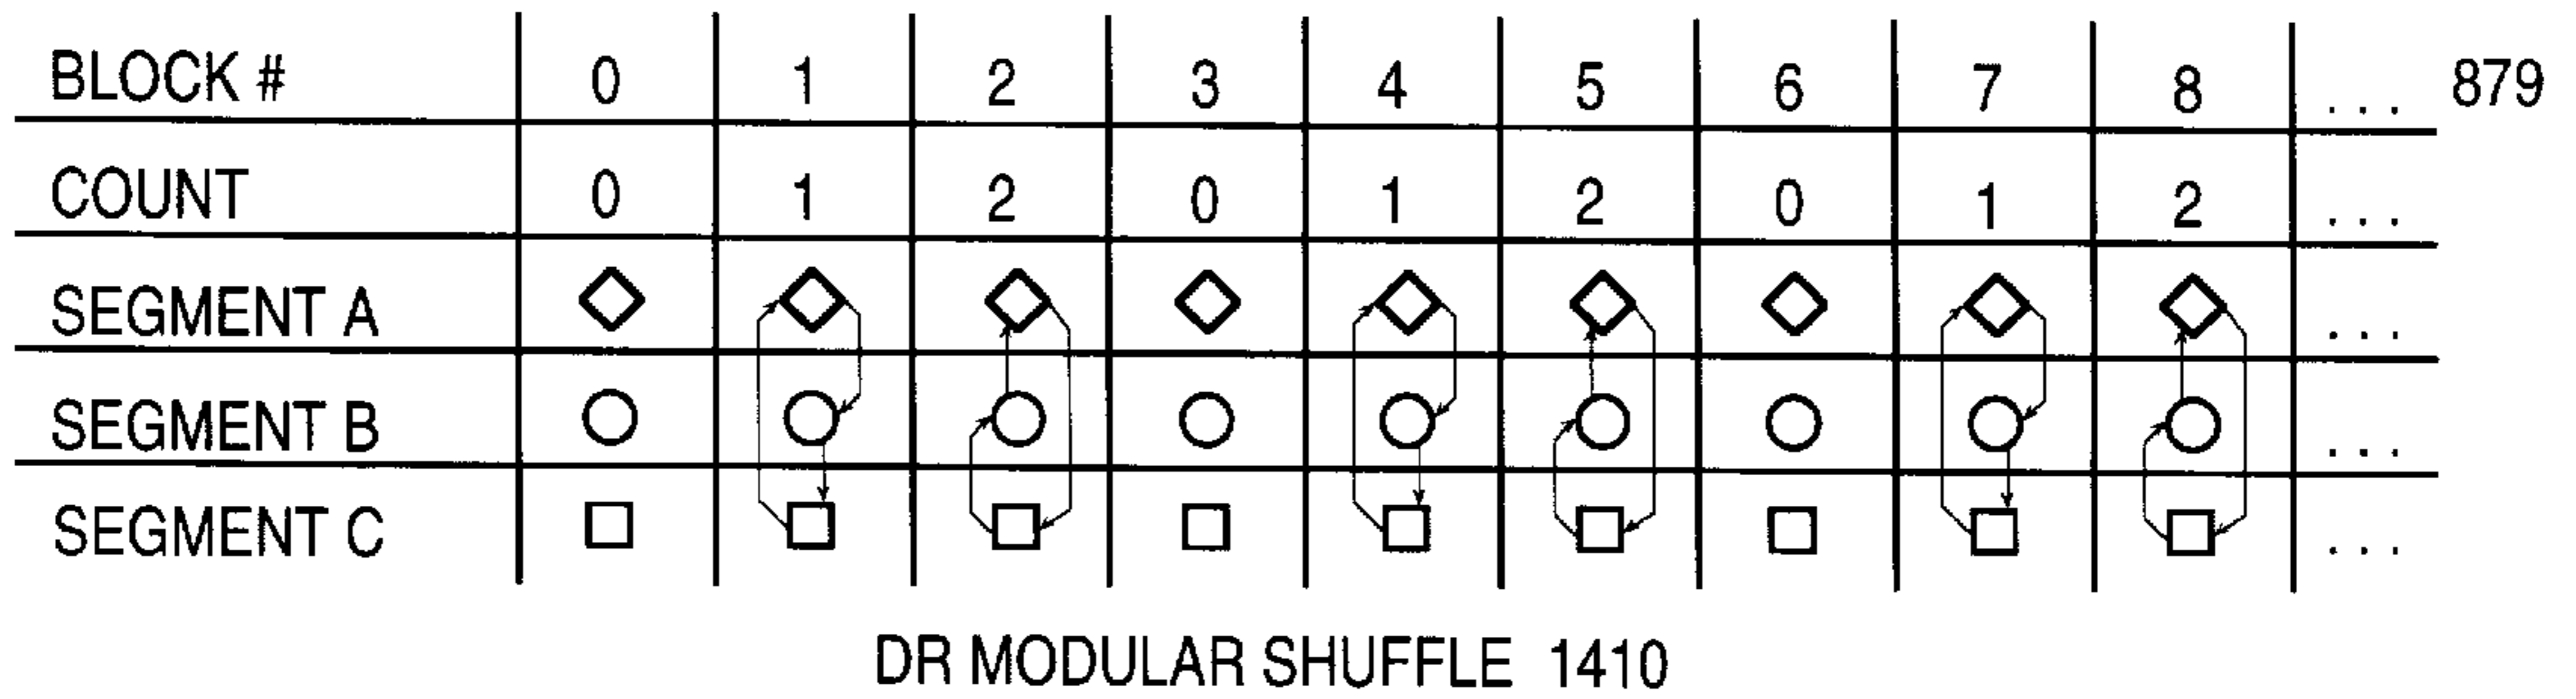 BLOCK # 0 1 2 3 4 5 6 7 8 ... 879
COUNT 0 1 2 0 1 2 0 1 2 ...
SEGMENT A ...
SEGMENT B ...
SEGMENT C ...
DR MODULAR SHUFFLE 1410